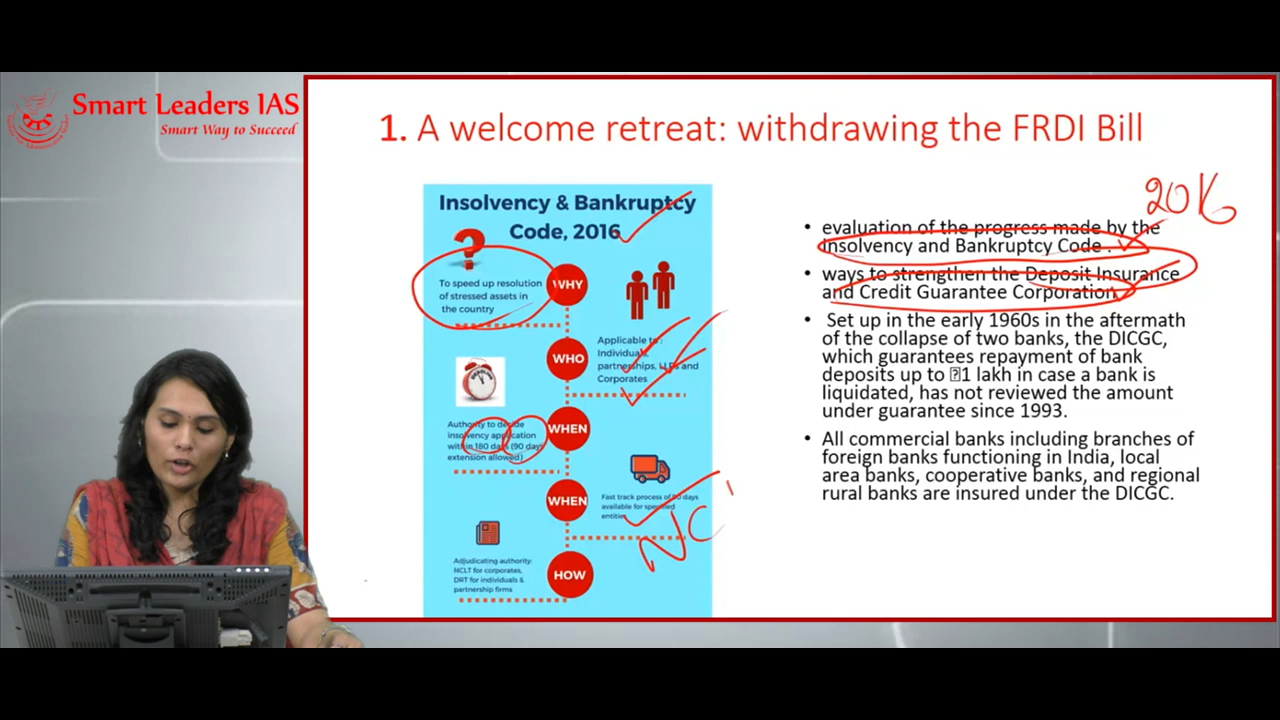 Smart Leaders IAS
Smart Way to Succeed
1. A welcome retreat: withdrawing the FRDI Bill
Insolvency & Bankruptcy
Code, 2016
?
To speed up resolution
of stressed assets in
the country
WHY
WHO
Applicable to :
Individuals,
partnerships, LLPs and
Corporates
Authority to decide
insolvency application
within 180 days (90 days
extension allowed)
WHEN
WHEN
Fast track process of 90 days
available for specified
entities
Adjudicating authority:
NCLT for corporates,
DRT for individuals &
partnership firms
HOW
NC
2016
• evaluation of the progress made by the
Insolvency and Bankruptcy Code .
• ways to strengthen the Deposit Insurance
and Credit Guarantee Corporation
• Set up in the early 1960s in the aftermath
of the collapse of two banks, the DICGC,
which guarantees repayment of bank
deposits up to 1 lakh in case a bank is
liquidated, has not reviewed the amount
under guarantee since 1993.
• All commercial banks including branches of
foreign banks functioning in India, local
area banks, cooperative banks, and regional
rural banks are insured under the DICGC.